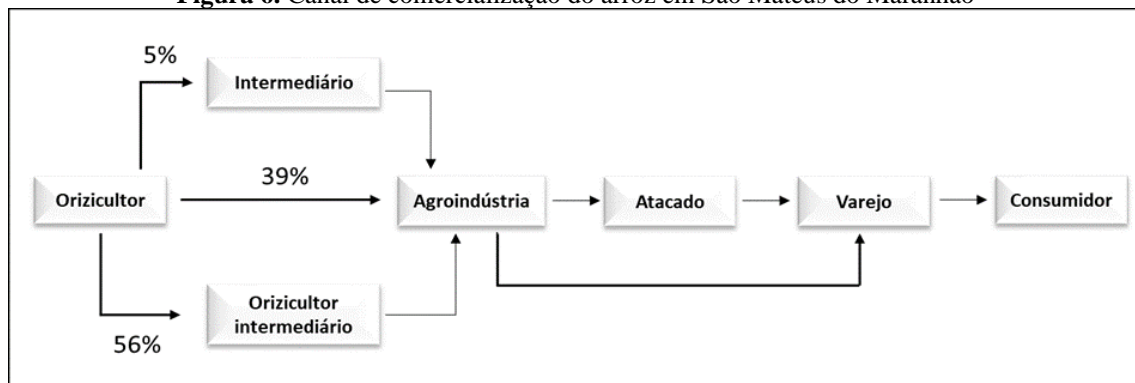 Figura 6. Canal de comercialização do arroz em São Mateus do Maranhão
5%
Intermediário
39%
Orizicultor
Agroindústria
Atacado
Varejo
Consumidor
Orizicultor
intermediário
56%